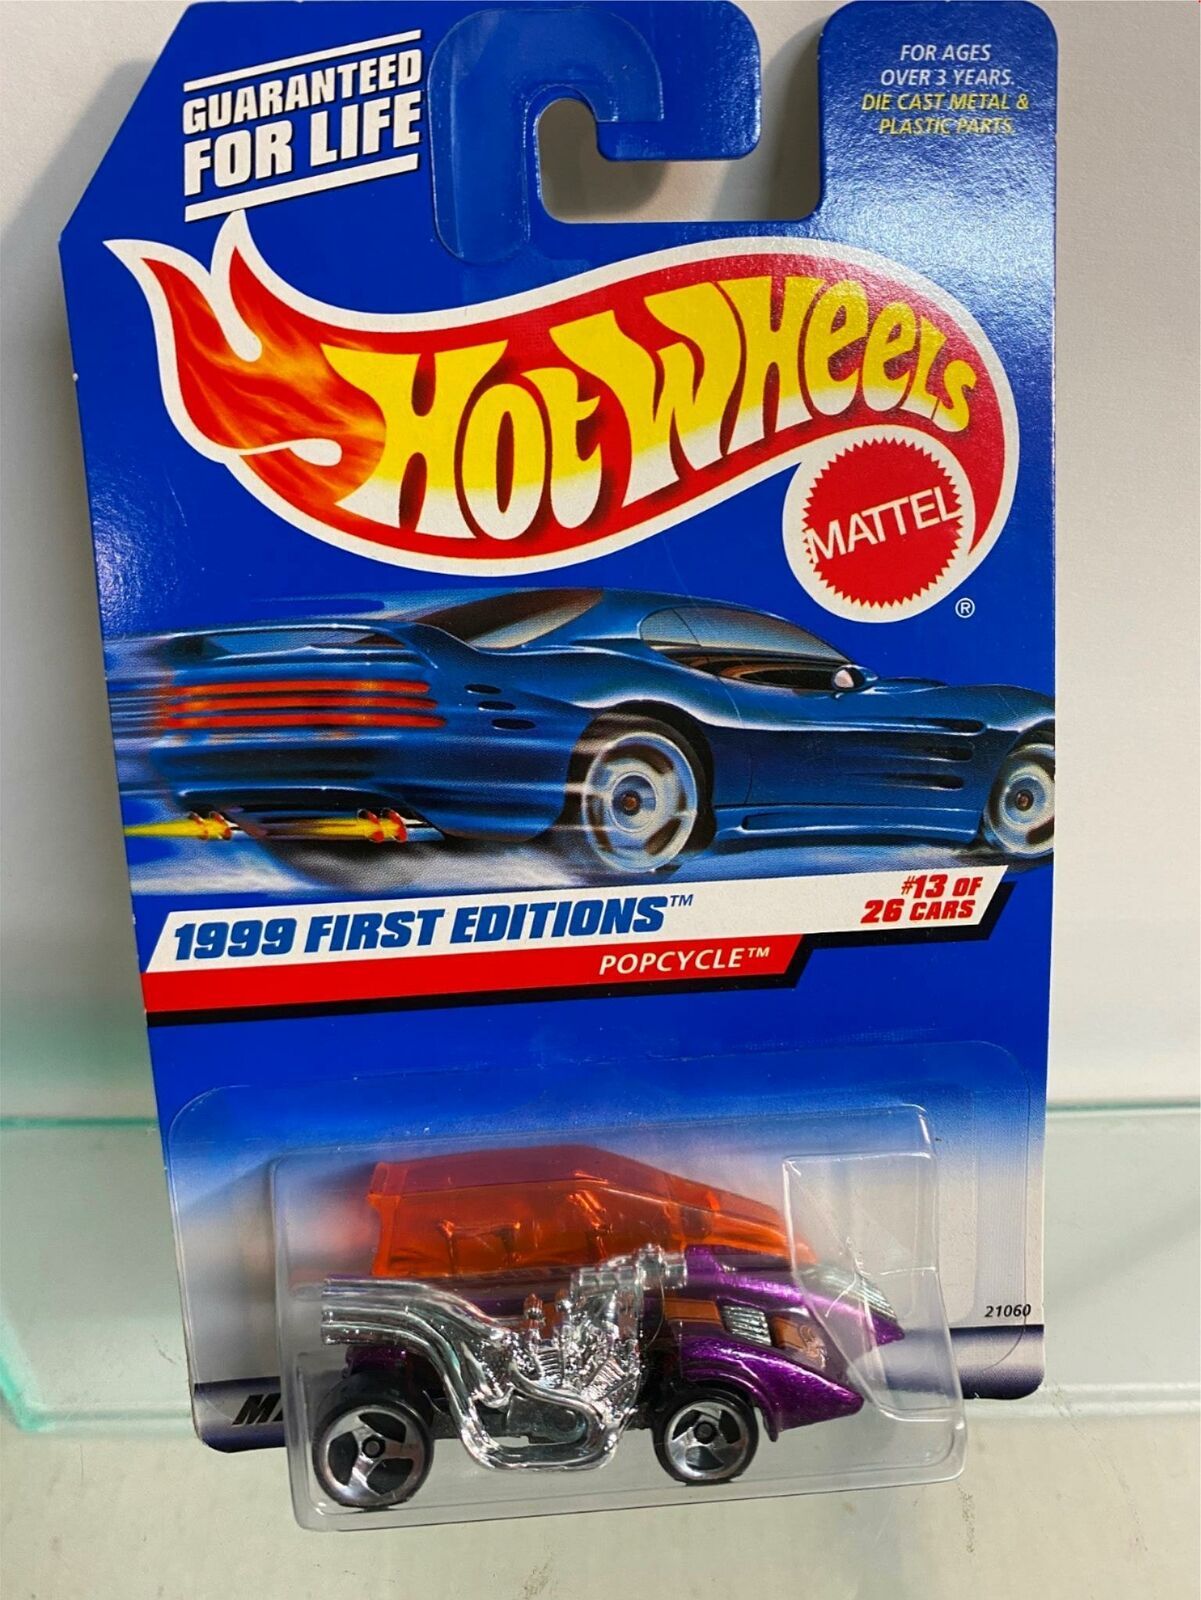 GUARANTEED
FOR LIFE
FOR AGES
OVER 3 YEARS.
DIE CAST METAL &
PLASTIC PARTS.
HOT WHEELS
MATTEL
®
1999 FIRST EDITIONS™
#13 OF
26 CARS
POPCYCLE™
21060